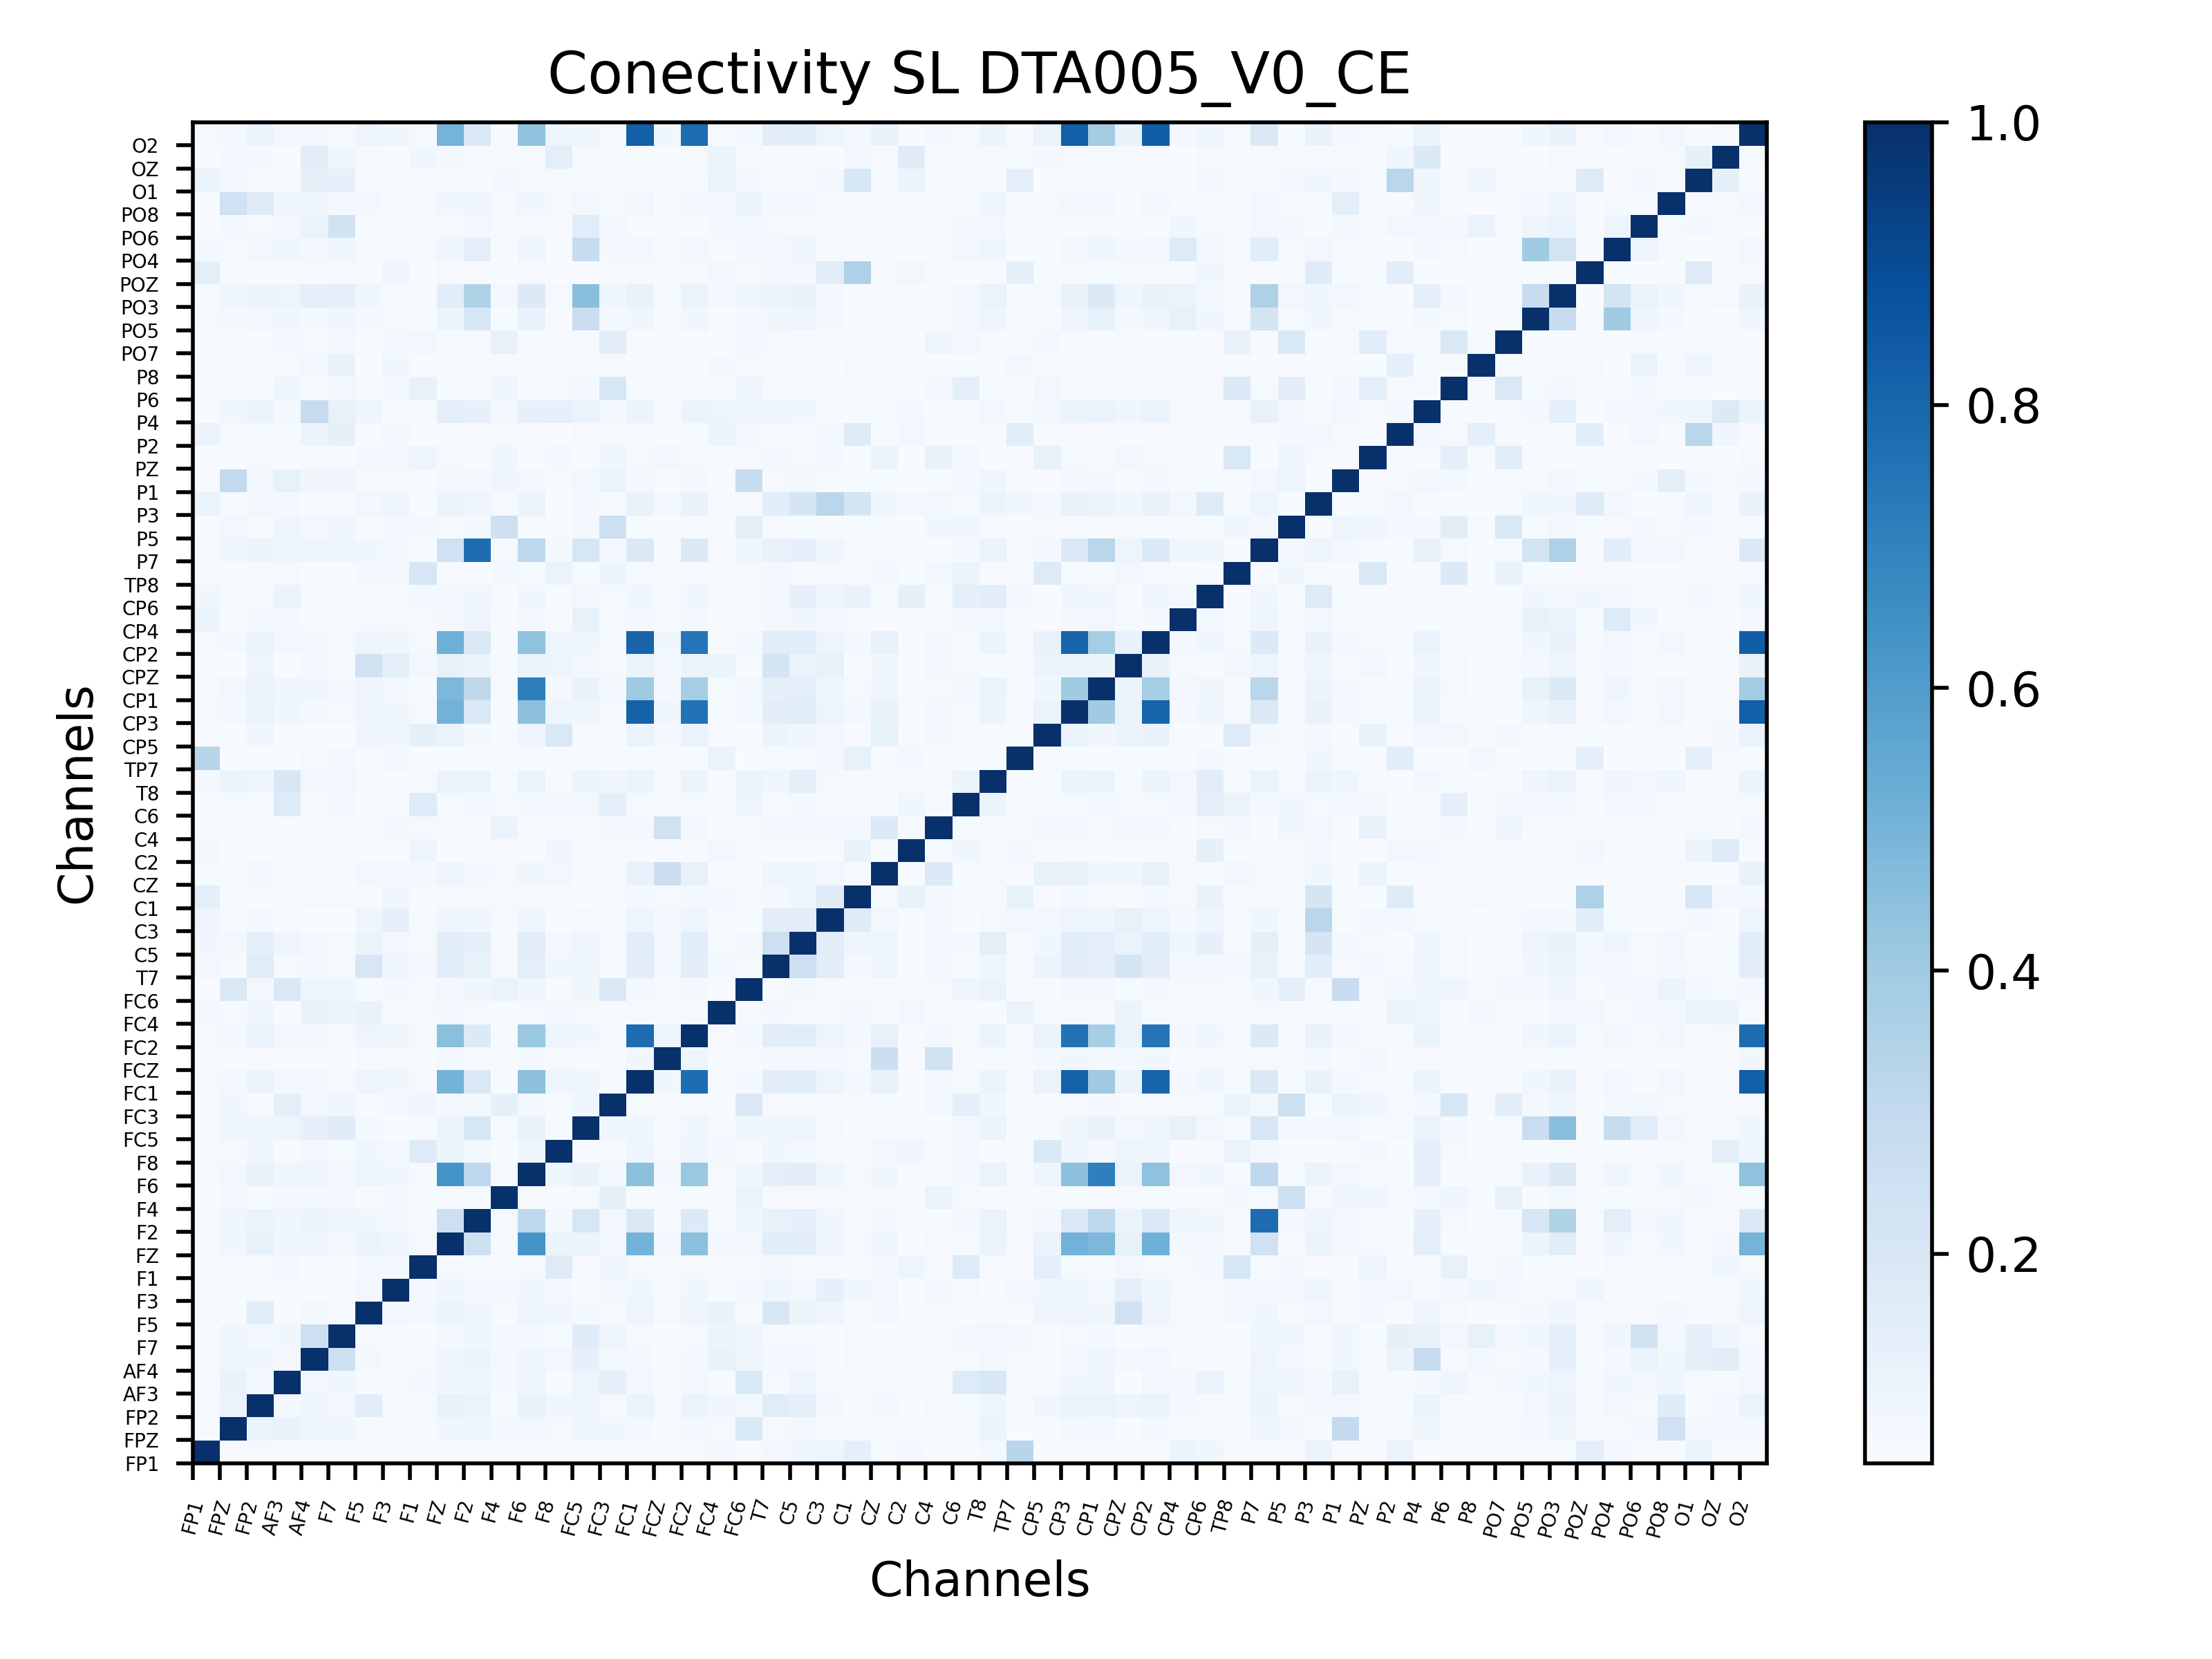 Conectivity SL DTA005_V0_CE
Channels
O2
OZ
O1
PO8
PO6
PO4
POZ
PO3
PO5
PO7
P8
P6
P4
P2
PZ
P1
P3
P5
P7
TP8
CP6
CP4
CP2
CPZ
CP1
CP3
CP5
TP7
T8
C6
C4
C2
CZ
C1
C3
C5
T7
FC6
FC4
FC2
FCZ
FC1
FC3
FC5
F8
F6
F4
F2
FZ
F1
F3
F5
F7
AF4
AF3
FP2
FPZ
FP1
FP1 FPZ FP2 AF3 AF4 F7 F5 F3 F1 FZ F2 F4 F6 F8 FC5 FC3 FC1 FCZ FC2 FC4 FC6 T7 C5 C3 C1 CZ C2 C4 C6 T8 TP7 CP5 CP3 CP1 CPZ CP2 CP4 CP6 TP8 P7 P5 P3 P1 PZ P2 P4 P6 P8 PO7 PO5 PO3 POZ PO4 PO6 PO8 O1 OZ O2
Channels
1.0
0.8
0.6
0.4
0.2